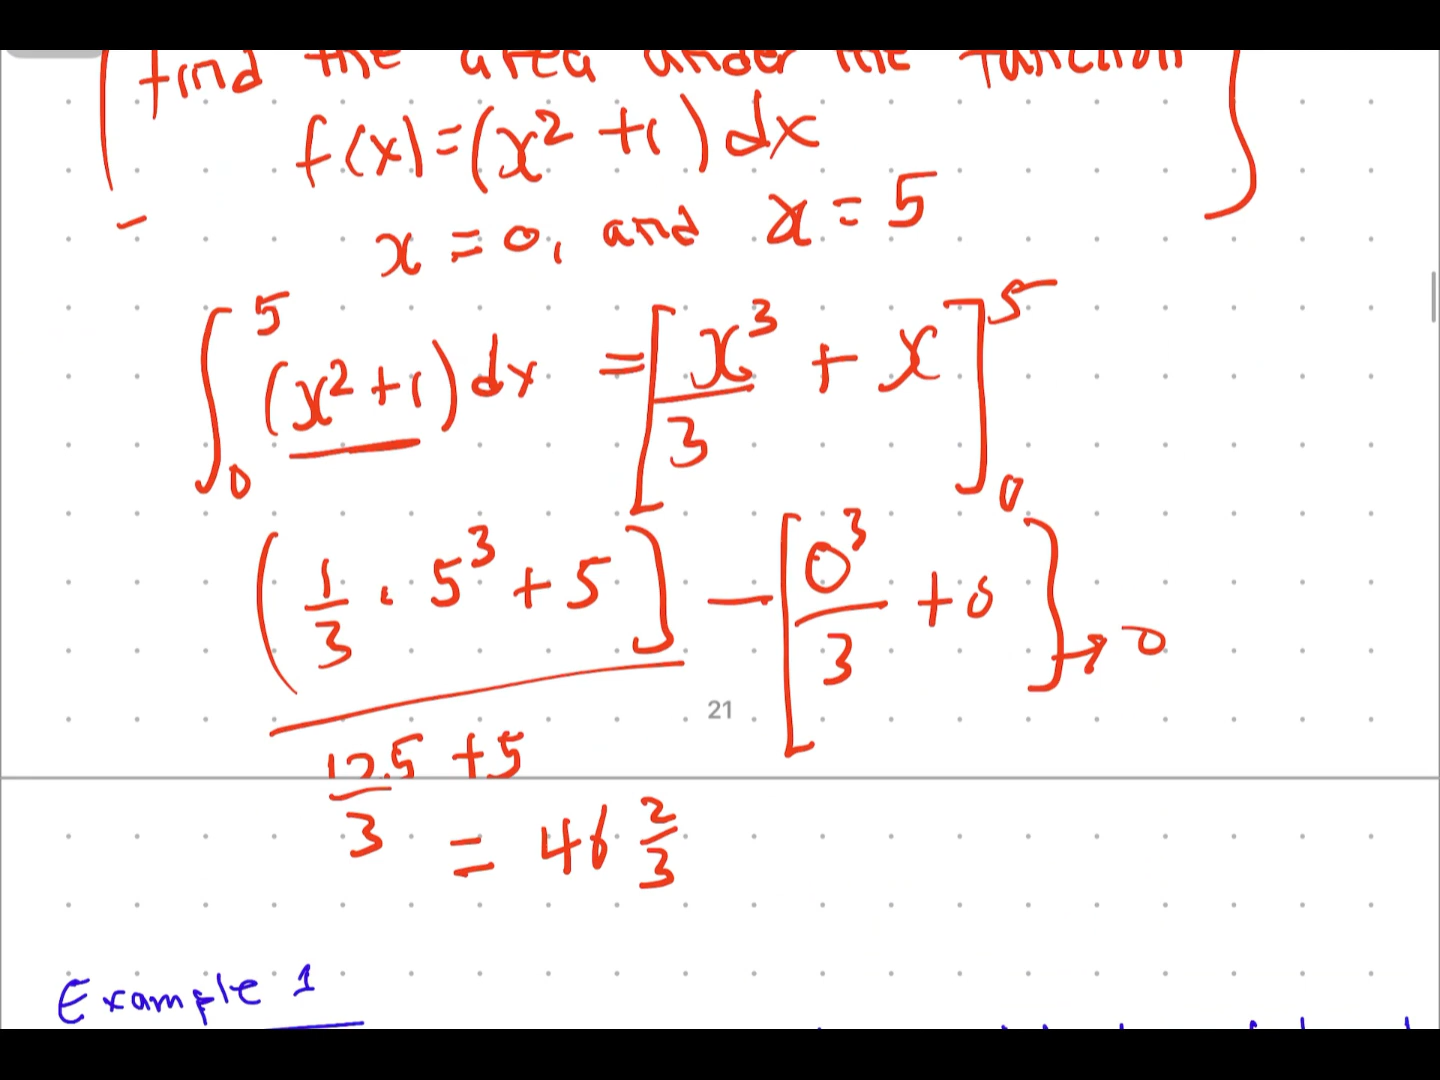 find the area under the function
f(x)=(x² +1) dx
x = 0, and x = 5
∫₀⁵ (x²+1) dx = [x³/3 + x]₀⁵
(1/3 · 5³ + 5] - [0³/3 + 0] → 0
21
125/3 + 5
= 46 2/3
Example 1